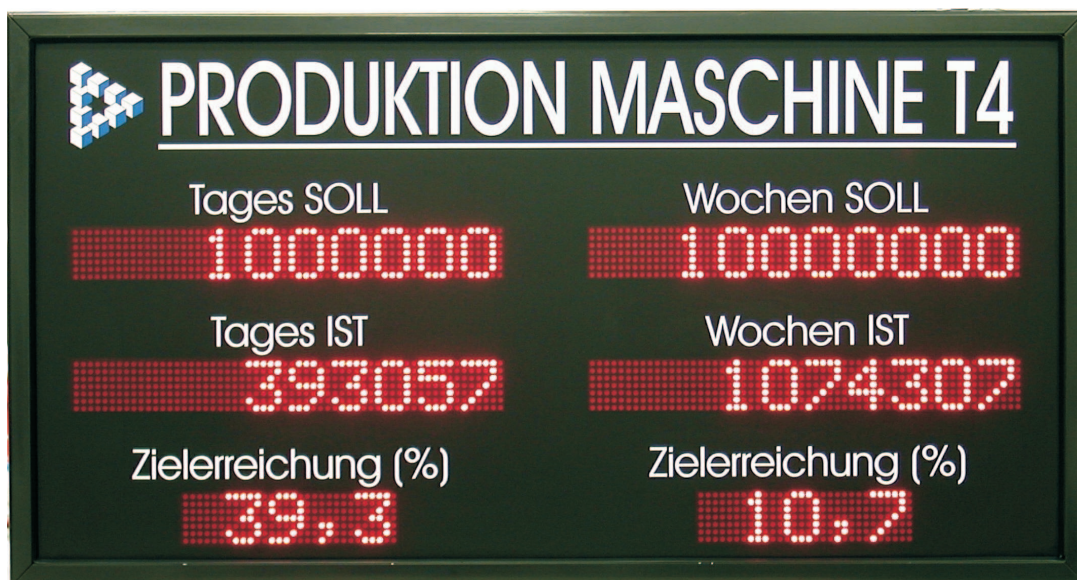 PRODUKTION MASCHINE T4
Tages SOLL
1000000
Wochen SOLL
10000000
Tages IST
393057
Wochen IST
1074307
Zielerreichung (%)
39,3
Zielerreichung (%)
10,7